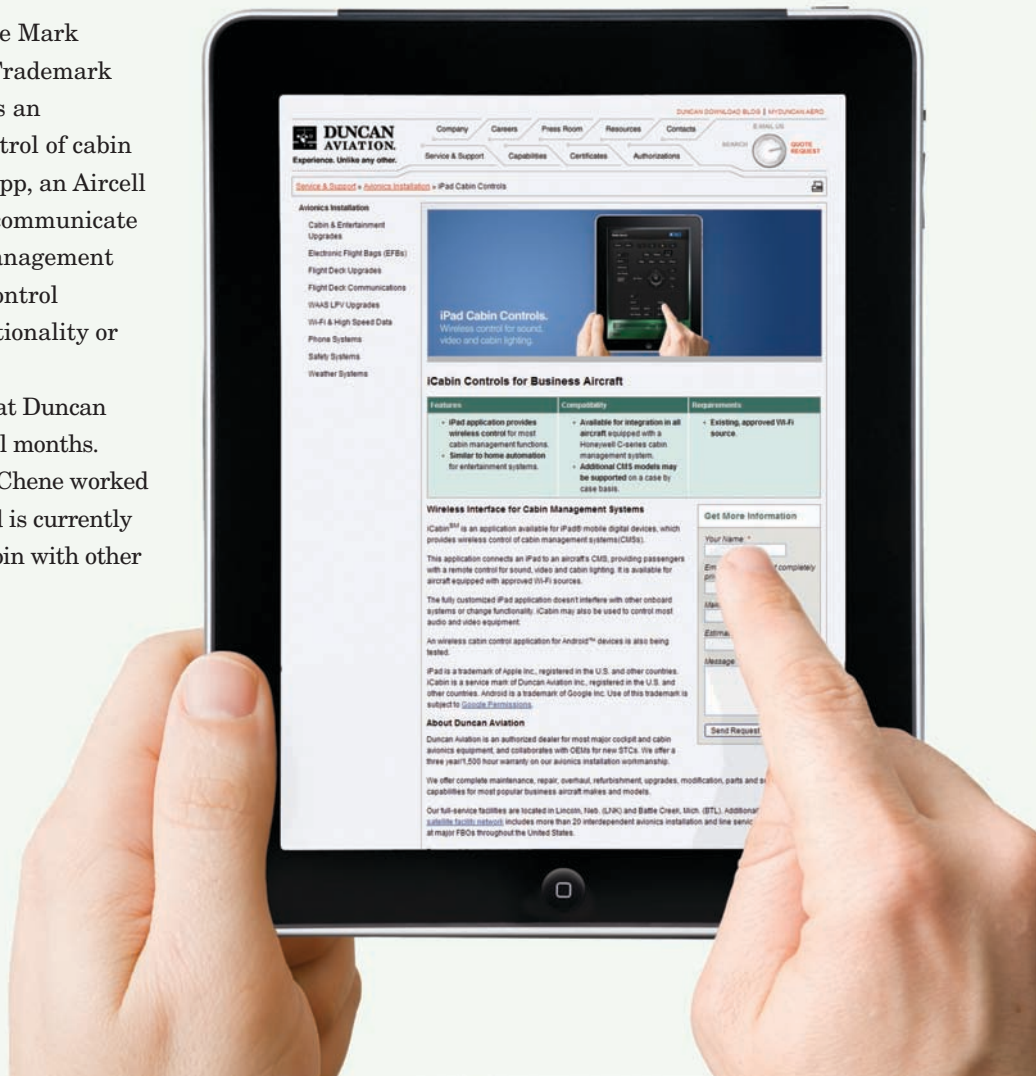 e Mark
Trademark
s an
trol of cabin
pp, an Aircell
communicate
anagement
ontrol
tionality or
at Duncan
l months.
Chene worked
l is currently
bin with other
DUNCAN DOWNLOAD BLOG | MYDUNCAN.AERO
DUNCAN
AVIATION.
Experience. Unlike any other.
Company Careers Press Room Resources Contacts
Service & Support Capabilities Certificates Authorizations
E-MAIL US
SEARCH
QUOTE
REQUEST
Service & Support » Avionics Installation » iPad Cabin Controls
Avionics Installation
Cabin & Entertainment
Upgrades
Electronic Flight Bags (EFBs)
Flight Deck Upgrades
Flight Deck Communications
WAAS LPV Upgrades
Wi-Fi & High Speed Data
Phone Systems
Safety Systems
Weather Systems
iPad Cabin Controls.
Wireless control for sound,
video and cabin lighting.
iCabin Controls for Business Aircraft
Features
• iPad application provides
wireless control for most
cabin management functions.
• Similar to home automation
for entertainment systems.
Compatibility
• Available for integration in all
aircraft equipped with a
Honeywell C-series cabin
management system.
• Additional CMS models may
be supported on a case by
case basis.
Requirements
• Existing, approved Wi-Fi
source.
Wireless Interface for Cabin Management Systems
iCabin℠ is an application available for iPad® mobile digital devices, which
provides wireless control of cabin management systems(CMSs).
This application connects an iPad to an aircraft's CMS, providing passengers
with a remote control for sound, video and cabin lighting. It is available for
aircraft equipped with approved Wi-Fi sources.
The fully customized iPad application doesn't interfere with other onboard
systems or change functionality. iCabin may also be used to control most
audio and video equipment.
An wireless cabin control application for Android™ devices is also being
tested.
iPad is a trademark of Apple Inc., registered in the U.S. and other countries.
iCabin is a service mark of Duncan Aviation Inc., registered in the U.S. and
other countries. Android is a trademark of Google Inc. Use of this trademark is
subject to Google Permissions.
About Duncan Aviation
Duncan Aviation is an authorized dealer for most major cockpit and cabin
avionics equipment, and collaborates with OEMs for new STCs. We offer a
three year/1,500 hour warranty on our avionics installation workmanship.
We offer complete maintenance, repair, overhaul, refurbishment, upgrades, modification, parts and s
capabilities for most popular business aircraft makes and models.
Our full-service facilities are located in Lincoln, Neb. (LNK) and Battle Creek, Mich. (BTL). Additional
satellite facility network includes more than 20 interdependent avionics installation and line servic
at major FBOs throughout the United States.
Get More Information
Your Name: *
completely
Message
Send Request